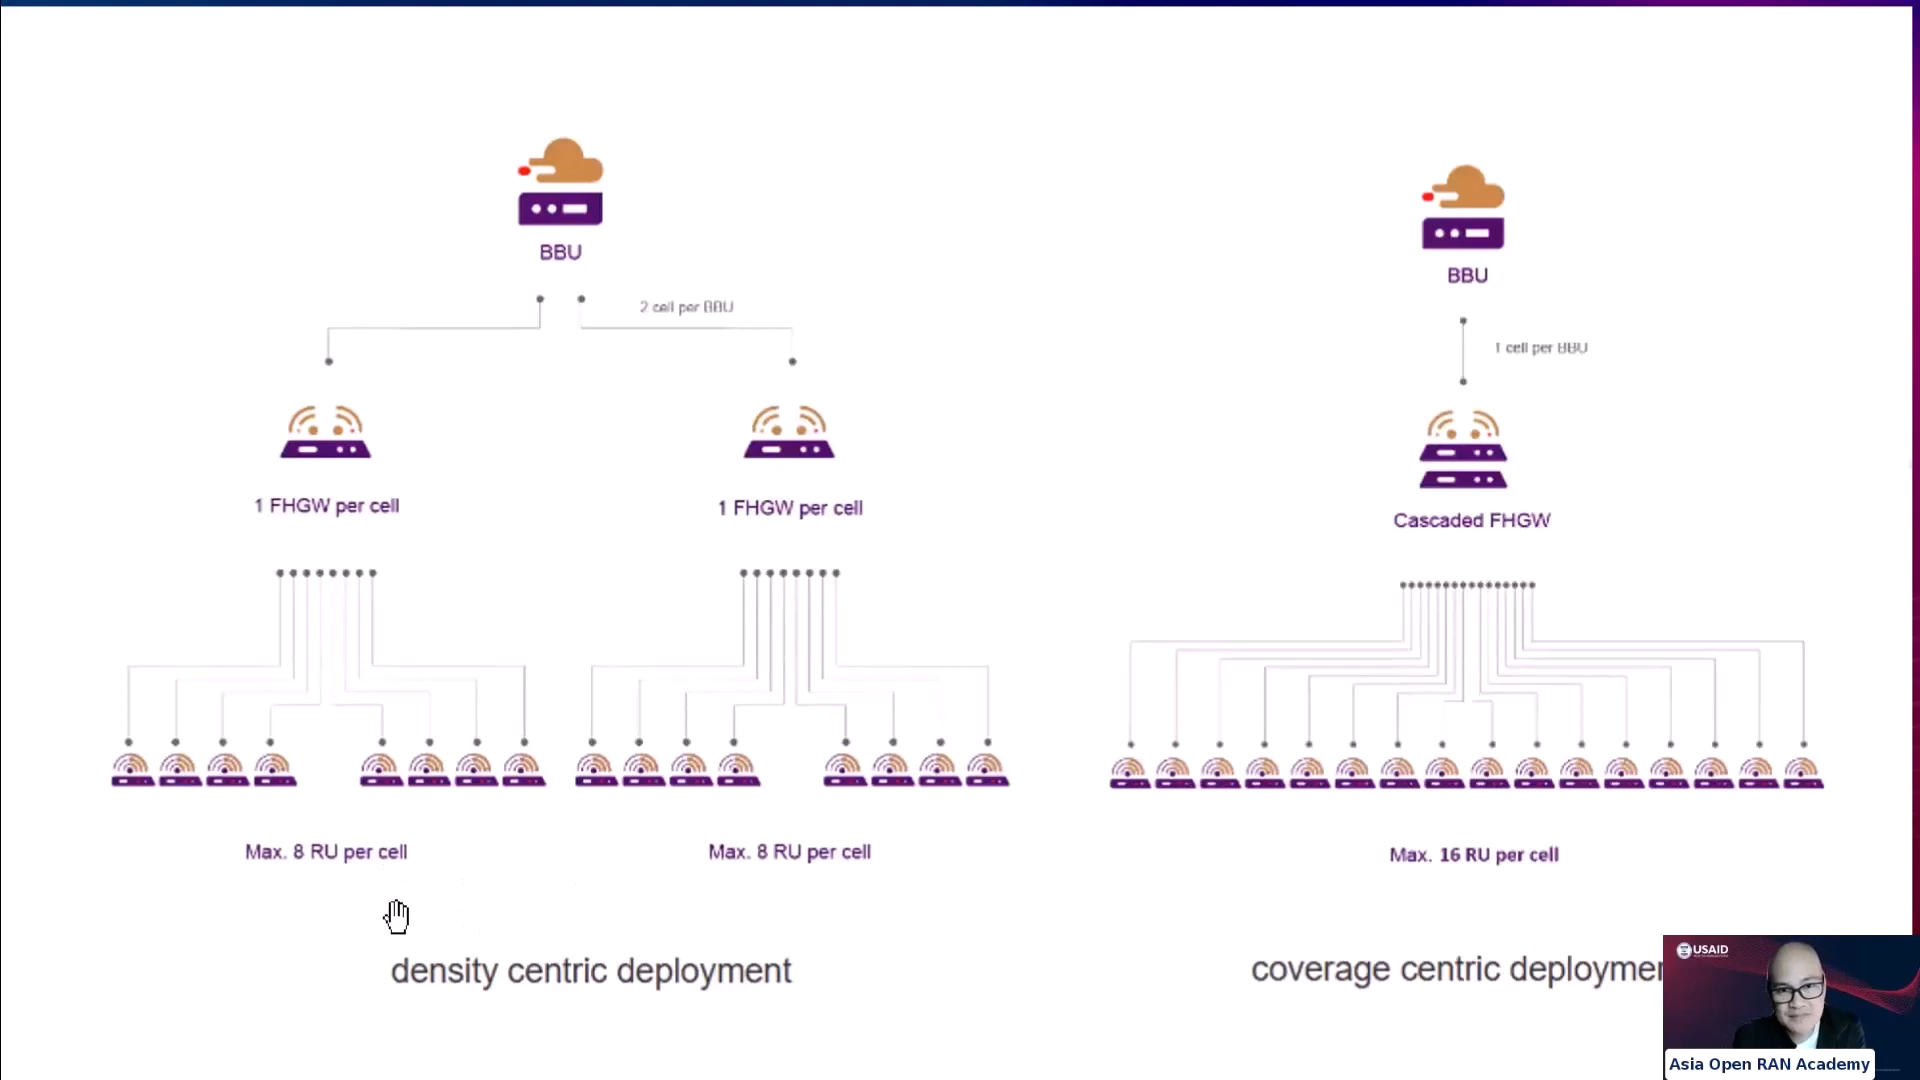 BBU
2 cell per BBU
1 FHGW per cell
1 FHGW per cell
Max. 8 RU per cell
Max. 8 RU per cell
density centric deployment
BBU
1 cell per BBU
Cascaded FHGW
Max. 16 RU per cell
coverage centric deploymen
USAID
Asia Open RAN Academy